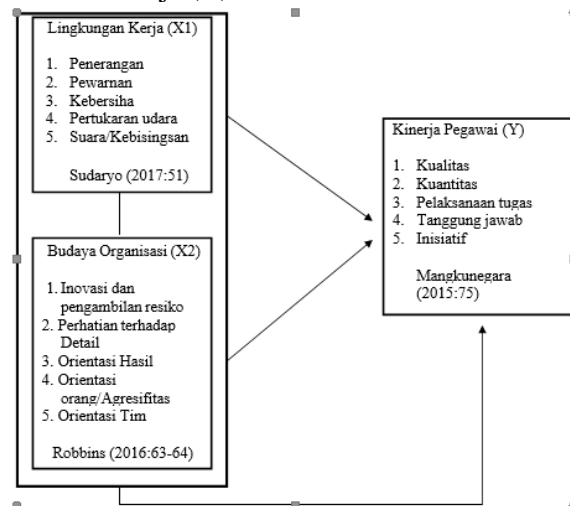 Lingkungan Kerja (X1)
1. Penerangan
2. Pewarnan
3. Kebersiha
4. Pertukaran udara
5. Suara/Kebisingsan
Sudaryo (2017:51)
Budaya Organisasi (X2)
1. Inovasi dan
pengambilan resiko
2. Perhatian terhadap
Detail
3. Orientasi Hasil
4. Orientasi
orang/Agresifitas
5. Orientasi Tim
Robbins (2016:63-64)
Kinerja Pegawai (Y)
1. Kualitas
2. Kuantitas
3. Pelaksanaan tugas
4. Tanggung jawab
5. Inisiatif
Mangkunegara
(2015:75)